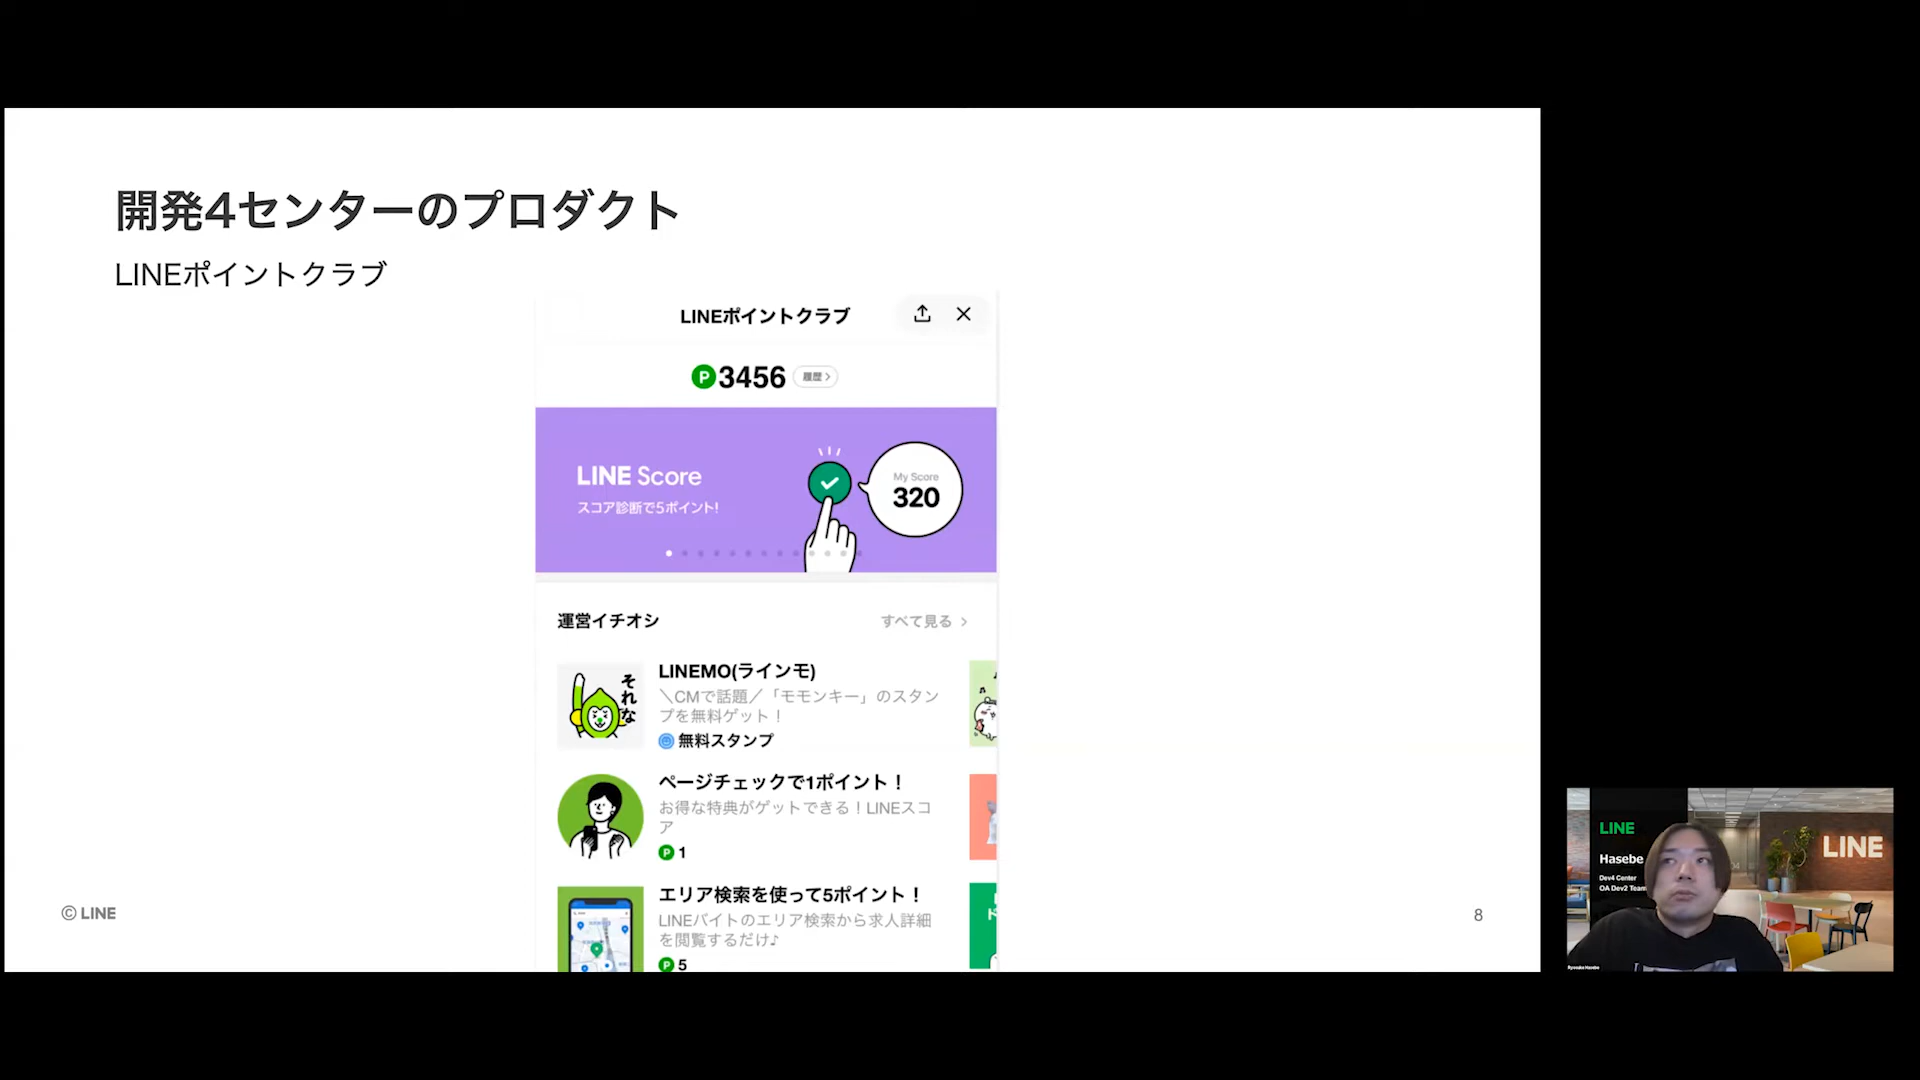 開発4センターのプロダクト
LINEポイントクラブ
LINEポイントクラブ
P 3456 履歴 >
LINE Score
スコア診断で5ポイント!
My Score
320
運営イチオシ
すべて見る >
それな
LINEMO(ラインモ)
＼CMで話題／「モモンキー」のスタン
プを無料ゲット！
無料スタンプ
ページチェックで1ポイント！
お得な特典がゲットできる！LINEスコ
ア
P 1
エリア検索を使って5ポイント！
LINEバイトのエリア検索から求人詳細
を閲覧するだけ♪
P 5
© LINE
8
LINE
Hasebe
Dev4 Center
OA Dev2 Team
LINE